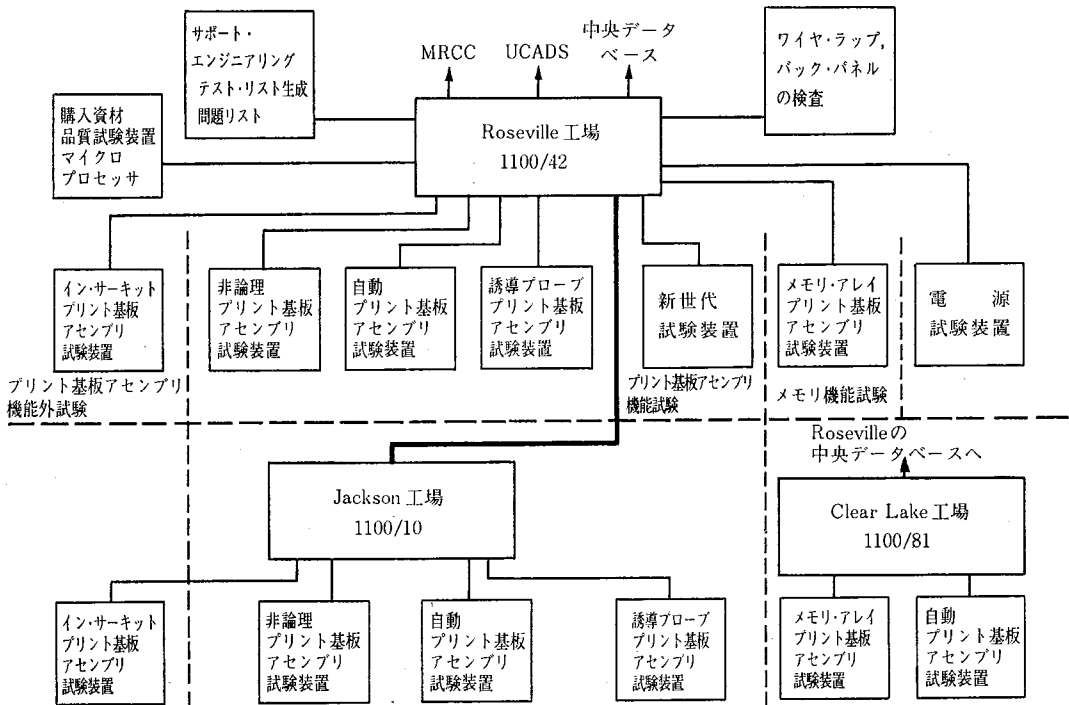 サポート・
エンジニアリング
テスト・リスト生成
問題リスト
MRCC
UCADS
中央データ
ベース
ワイヤ・ラップ,
バック・パネル
の検査
購入資材
品質試験装置
マイクロ
プロセッサ
Roseville 工場
1100/42
イン・サーキット
プリント基板
アセンブリ
試験装置
非論理
プリント基板
アセンブリ
試験装置
自動
プリント基板
アセンブリ
試験装置
誘導プローブ
プリント基板
アセンブリ
試験装置
新世代
試験装置
メモリ・アレイ
プリント基板
アセンブリ
試験装置
電 源
試験装置
プリント基板アセンブリ
機能外試験
プリント基板アセンブリ
機能試験
メモリ機能試験
Rosevilleの
中央データベースへ
Jackson 工場
1100/10
Clear Lake 工場
1100/81
イン・サーキット
プリント基板
アセンブリ
試験装置
非論理
プリント基板
アセンブリ
試験装置
自動
プリント基板
アセンブリ
試験装置
誘導プローブ
プリント基板
アセンブリ
試験装置
メモリ・アレイ
プリント基板
アセンブリ
試験装置
自動
プリント基板
アセンブリ
試験装置